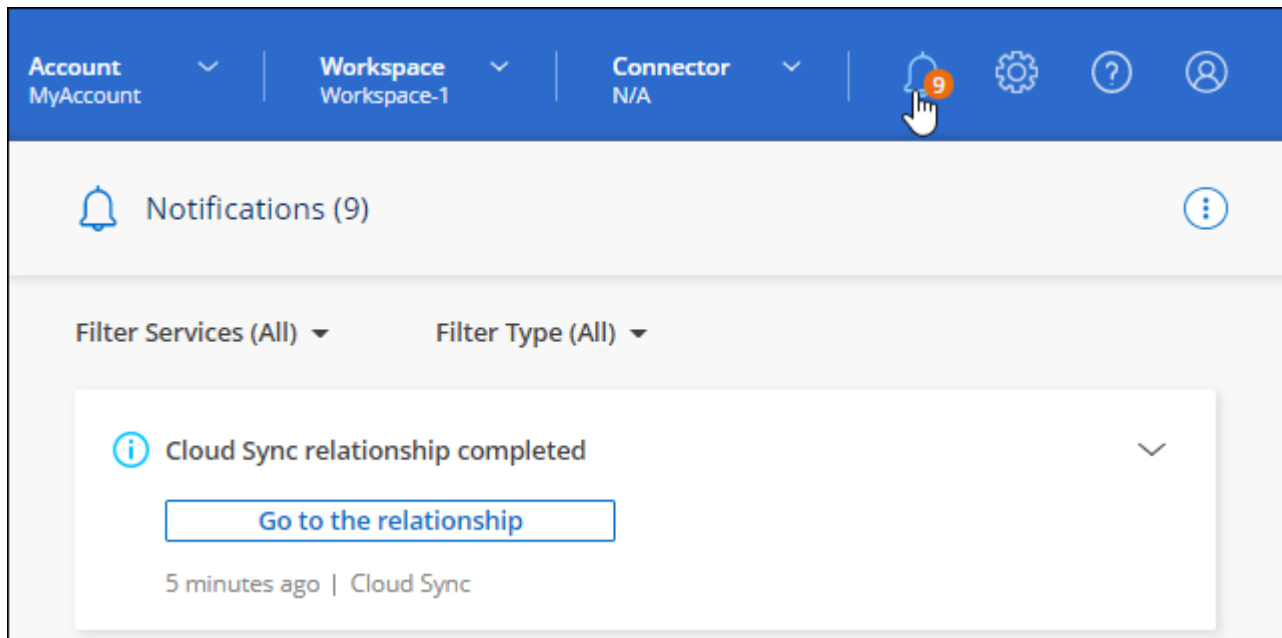 Account
MyAccount
Workspace
Workspace-1
Connector
N/A
9
Notifications (9)
Filter Services (All)
Filter Type (All)
Cloud Sync relationship completed
Go to the relationship
5 minutes ago | Cloud Sync